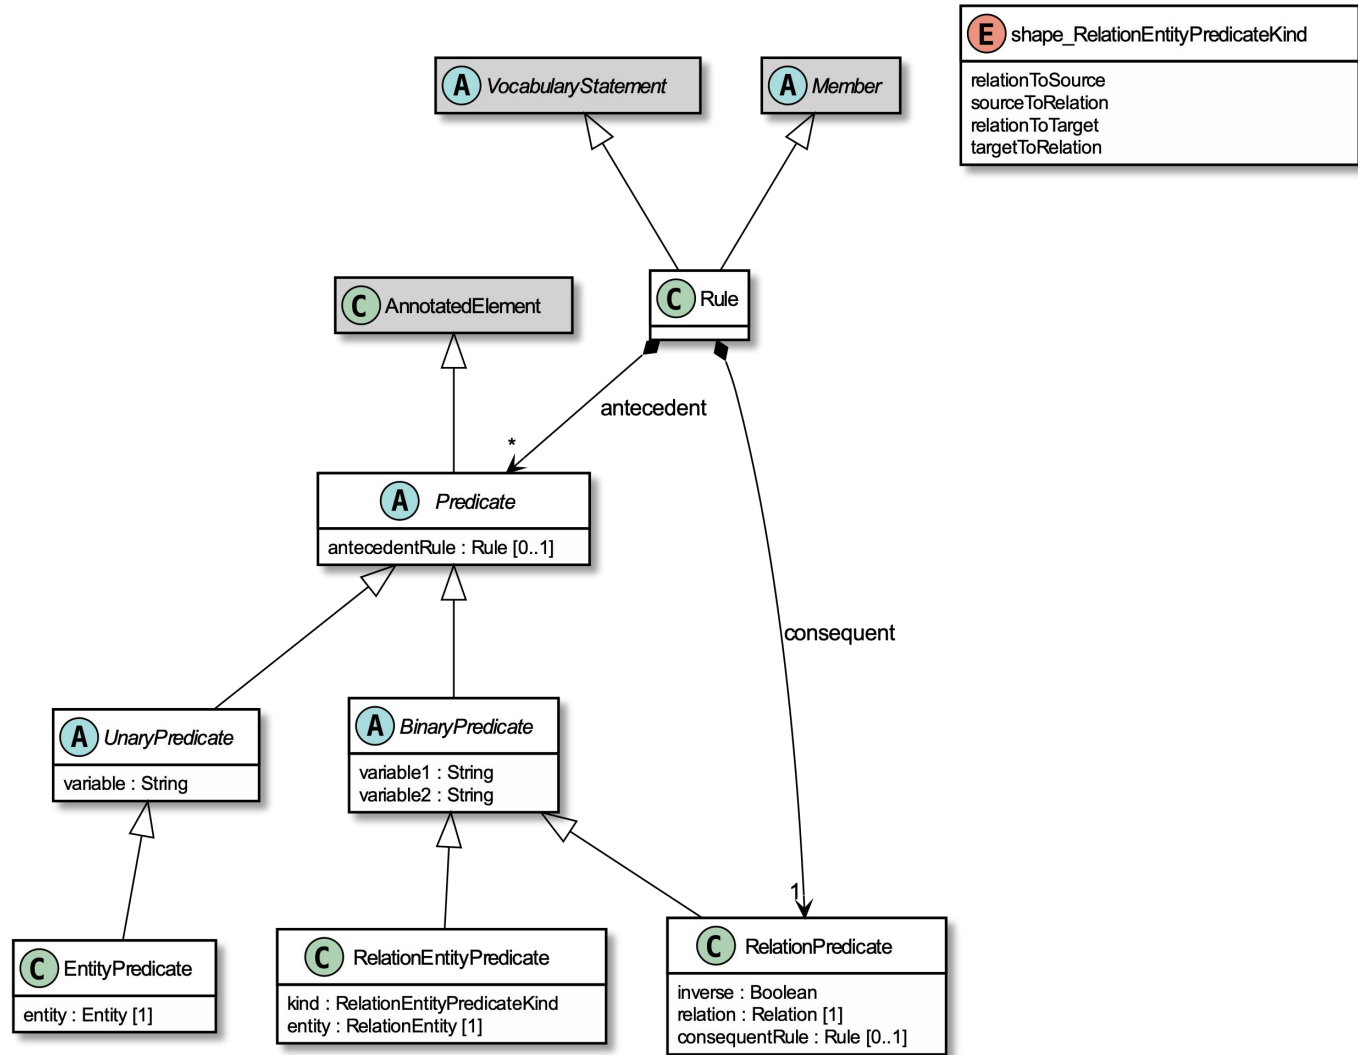 E shape_RelationEntityPredicateKind
relationToSource
sourceToRelation
relationToTarget
targetToRelation
A VocabularyStatement
A Member
C Rule
C AnnotatedElement
antecedent
*
A Predicate
antecedentRule : Rule [0..1]
consequent
A UnaryPredicate
variable : String
A BinaryPredicate
variable1 : String
variable2 : String
1
C EntityPredicate
entity : Entity [1]
C RelationEntityPredicate
kind : RelationEntityPredicateKind
entity : RelationEntity [1]
C RelationPredicate
inverse : Boolean
relation : Relation [1]
consequentRule : Rule [0..1]